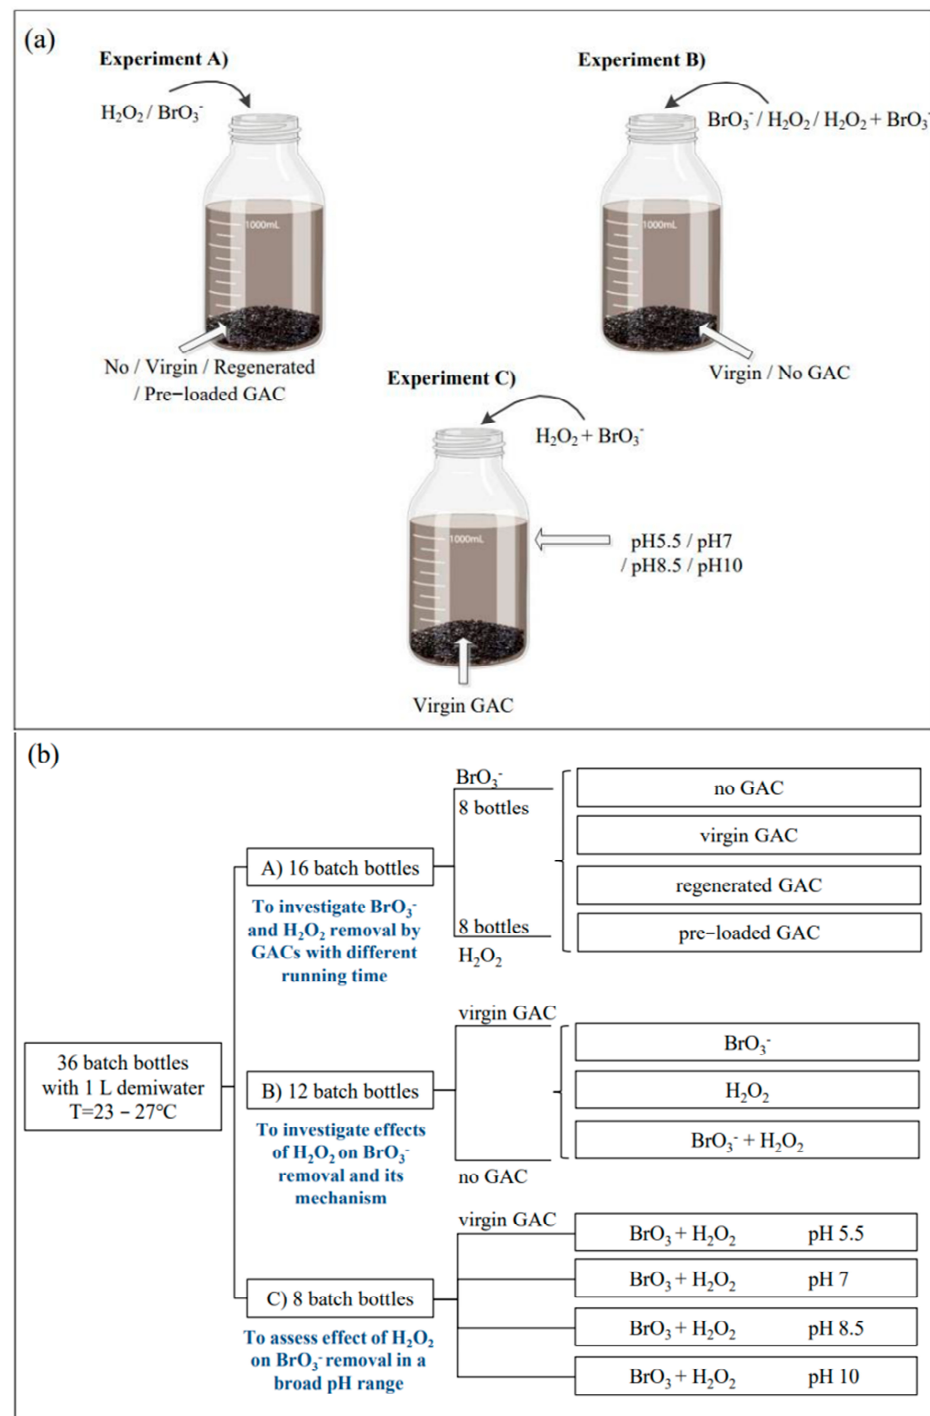 (a)
Experiment A)
H₂O₂ / BrO₃⁻
1000mL
No / Virgin / Regenerated
/ Pre−loaded GAC
Experiment B)
BrO₃⁻/ H₂O₂ / H₂O₂ + BrO₃⁻
1000mL
Virgin / No GAC
Experiment C)
H₂O₂ + BrO₃⁻
1000mL
pH5.5 / pH7
/ pH8.5 / pH10
Virgin GAC
(b)
36 batch bottles
with 1 L demiwater
T=23 – 27℃
A) 16 batch bottles
To investigate BrO₃⁻
and H₂O₂ removal by
GACs with different
running time
BrO₃⁻
8 bottles
8 bottles
H₂O₂
no GAC
virgin GAC
regenerated GAC
pre−loaded GAC
B) 12 batch bottles
To investigate effects
of H₂O₂ on BrO₃⁻
removal and its
mechanism
virgin GAC
no GAC
BrO₃⁻
H₂O₂
BrO₃⁻ + H₂O₂
C) 8 batch bottles
To assess effect of H₂O₂
on BrO₃⁻ removal in a
broad pH range
virgin GAC
BrO₃ + H₂O₂ pH 5.5
BrO₃ + H₂O₂ pH 7
BrO₃ + H₂O₂ pH 8.5
BrO₃ + H₂O₂ pH 10